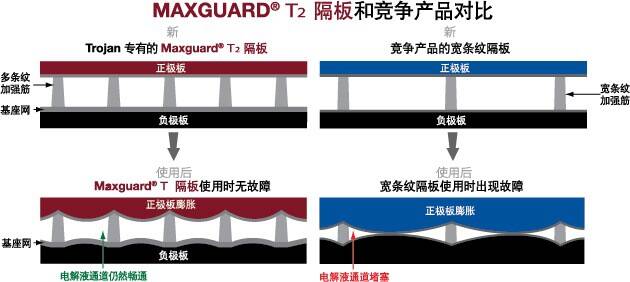 MAXGUARD® T2 隔板和竞争产品对比
新
Trojan 专有的 Maxguard® T2 隔板
正极板
多条纹
加强筋
基座网
负极板
使用后
Maxguard® T 隔板使用时无故障
正极板膨胀
基座网
负极板
电解液通道仍然畅通
新
竞争产品的宽条纹隔板
正极板
宽条纹
加强筋
负极板
使用后
宽条纹隔板使用时出现故障
正极板膨胀
负极板
电解液通道堵塞